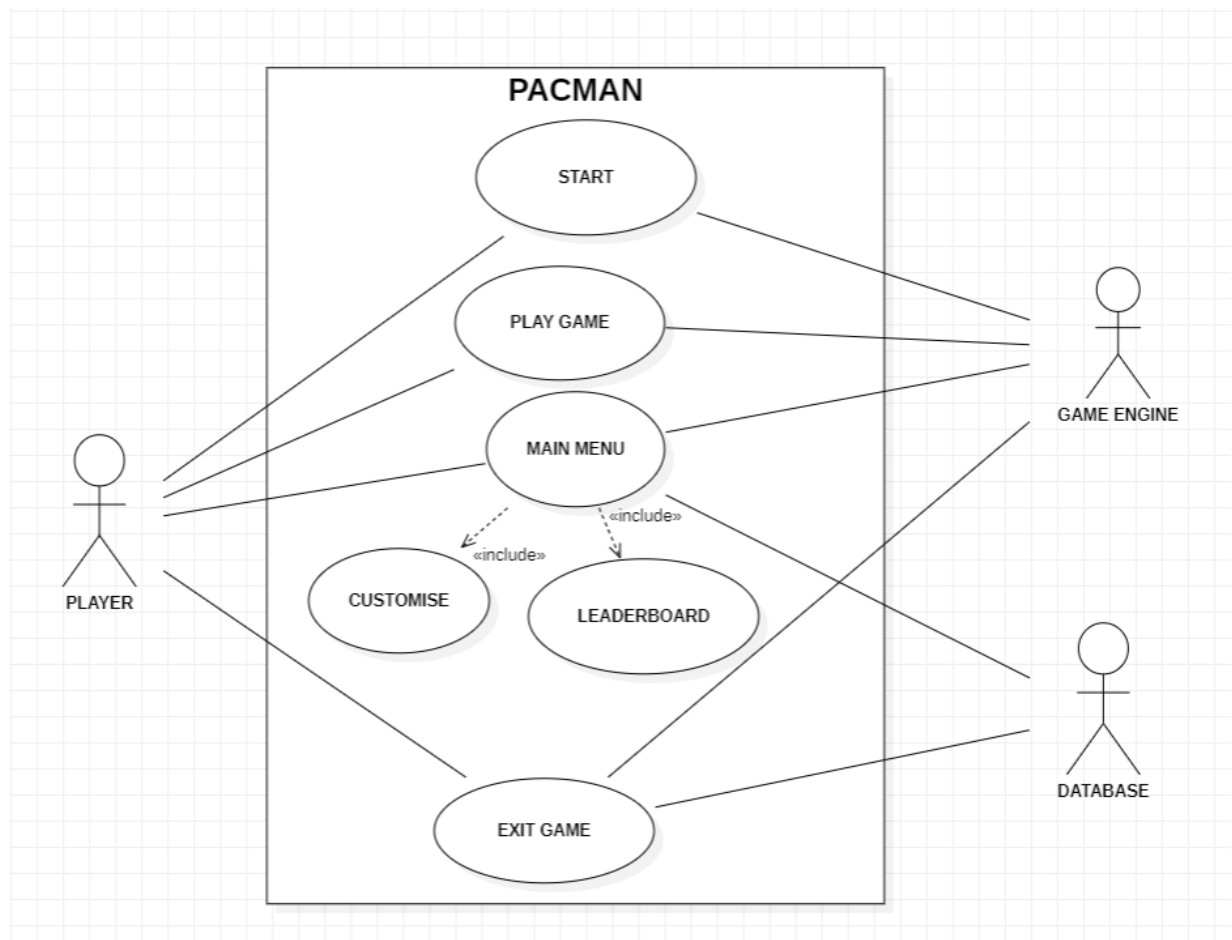 PACMAN
START
PLAY GAME
MAIN MENU
«include»
«include»
CUSTOMISE
LEADERBOARD
EXIT GAME
PLAYER
GAME ENGINE
DATABASE